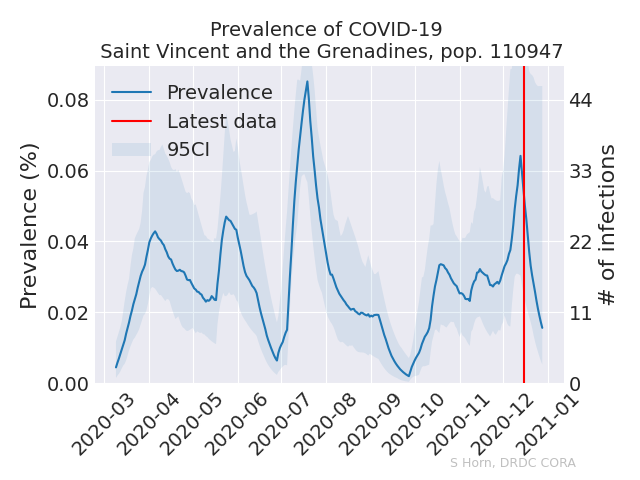 Prevalence of COVID-19
Saint Vincent and the Grenadines, pop. 110947
Prevalence
Latest data
95CI
Prevalence (%)
0.08
0.06
0.04
0.02
0.00
44
33
22
11
0
# of infections
2020-03
2020-04
2020-05
2020-06
2020-07
2020-08
2020-09
2020-10
2020-11
2020-12
2021-01
S Horn, DRDC CORA